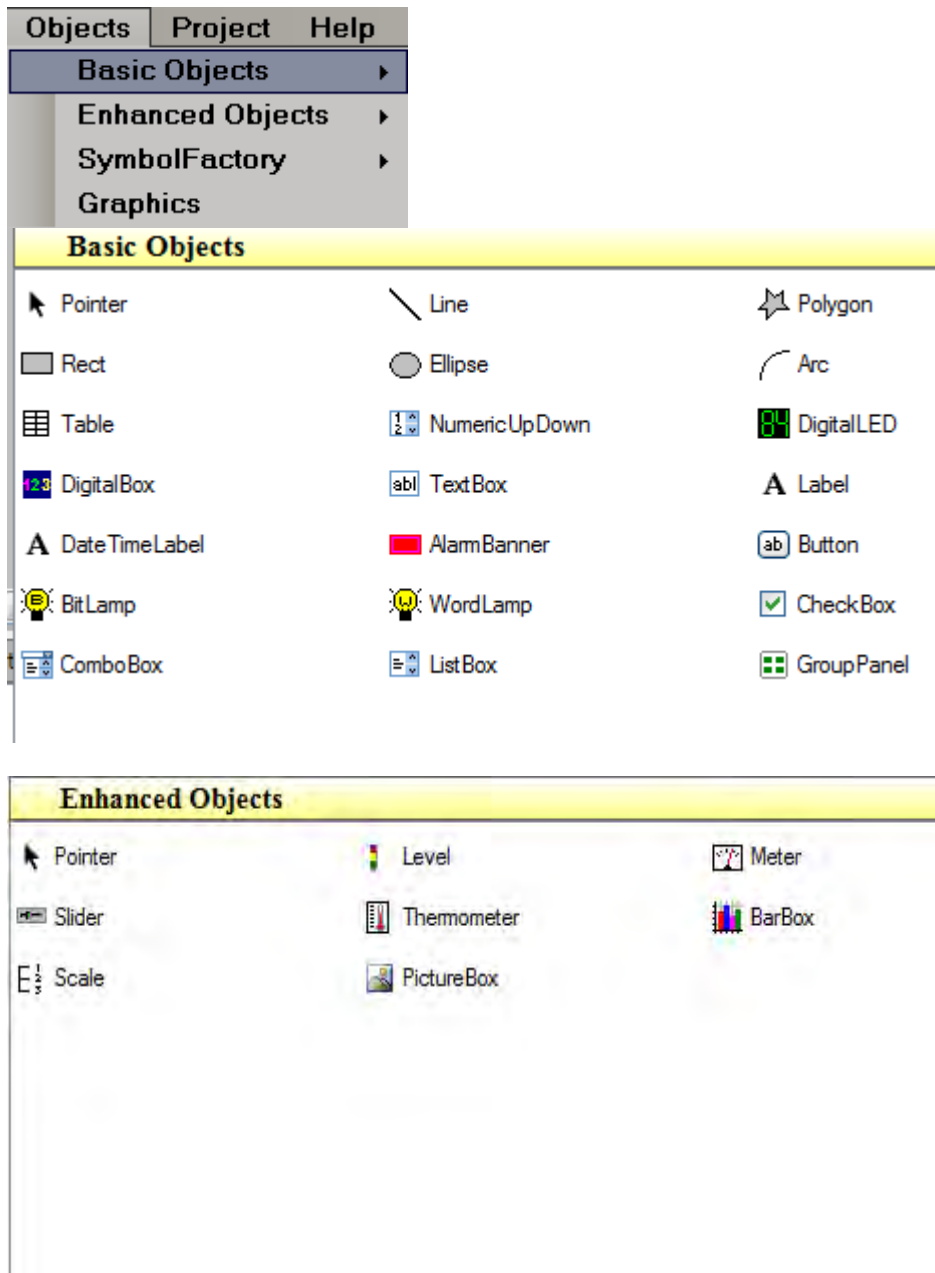 Objects Project Help
Basic Objects
Enhanced Objects
SymbolFactory
Graphics
Basic Objects
Pointer Line Polygon
Rect Ellipse Arc
Table NumericUpDown DigitalLED
DigitalBox TextBox Label
DateTimeLabel AlarmBanner Button
BitLamp WordLamp CheckBox
ComboBox ListBox GroupPanel
Enhanced Objects
Pointer Level Meter
Slider Thermometer BarBox
Scale PictureBox